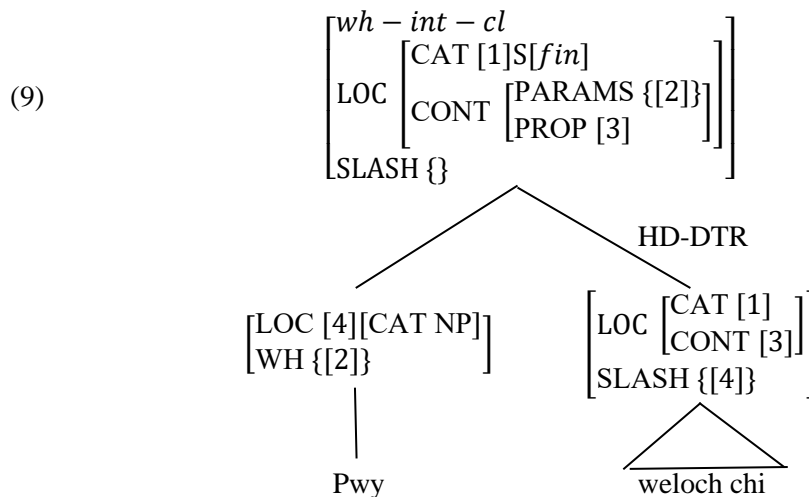 (9)
wh – int – cl
LOC CAT [1]S[fin]
CONT PARAMS {[2]}
PROP [3]
SLASH {}
HD-DTR
LOC [4][CAT NP]
WH {[2]}
LOC CAT [1]
CONT [3]
SLASH {[4]}
Pwy
weloch chi